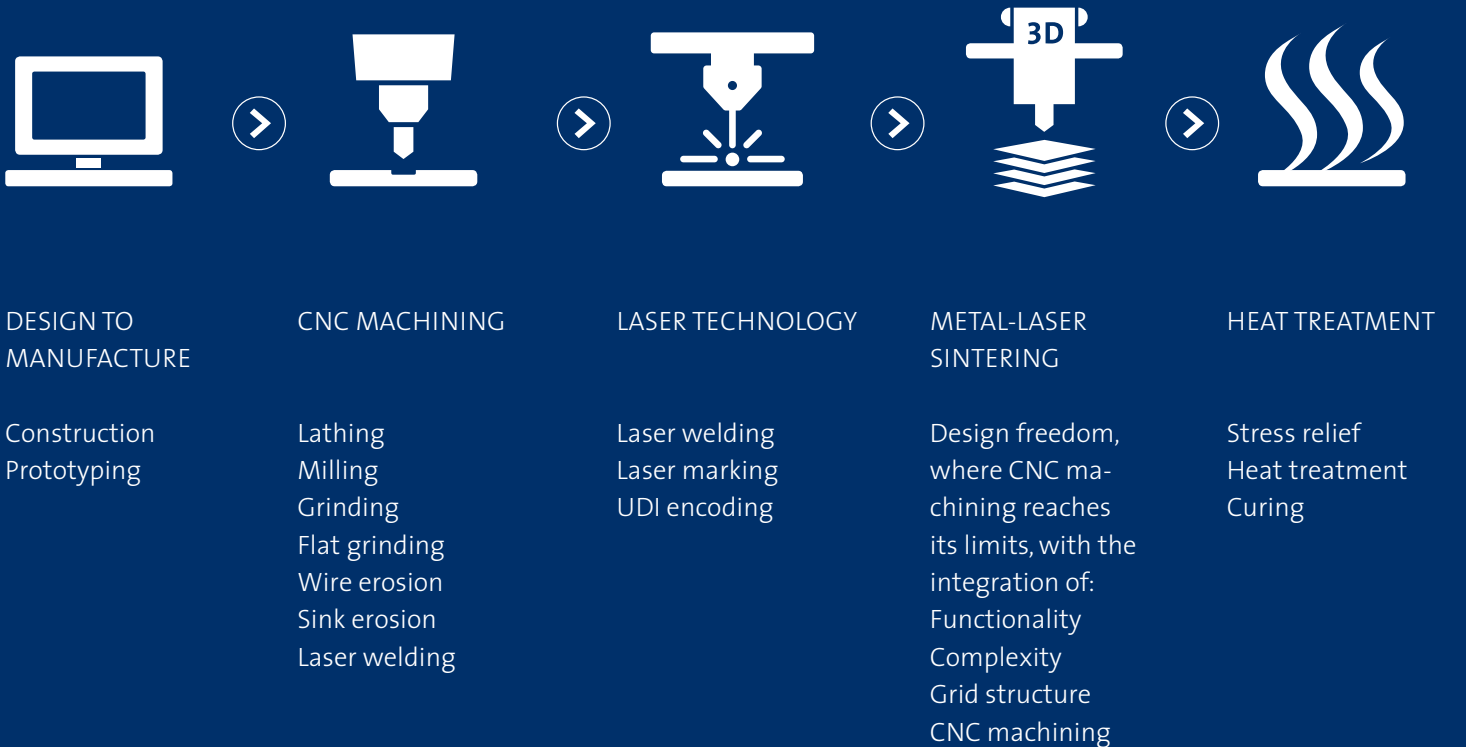 3D
DESIGN TO
MANUFACTURE
Construction
Prototyping
CNC MACHINING
Lathing
Milling
Grinding
Flat grinding
Wire erosion
Sink erosion
Laser welding
LASER TECHNOLOGY
Laser welding
Laser marking
UDI encoding
METAL-LASER
SINTERING
Design freedom,
where CNC ma-
chining reaches
its limits, with the
integration of:
Functionality
Complexity
Grid structure
CNC machining
HEAT TREATMENT
Stress relief
Heat treatment
Curing